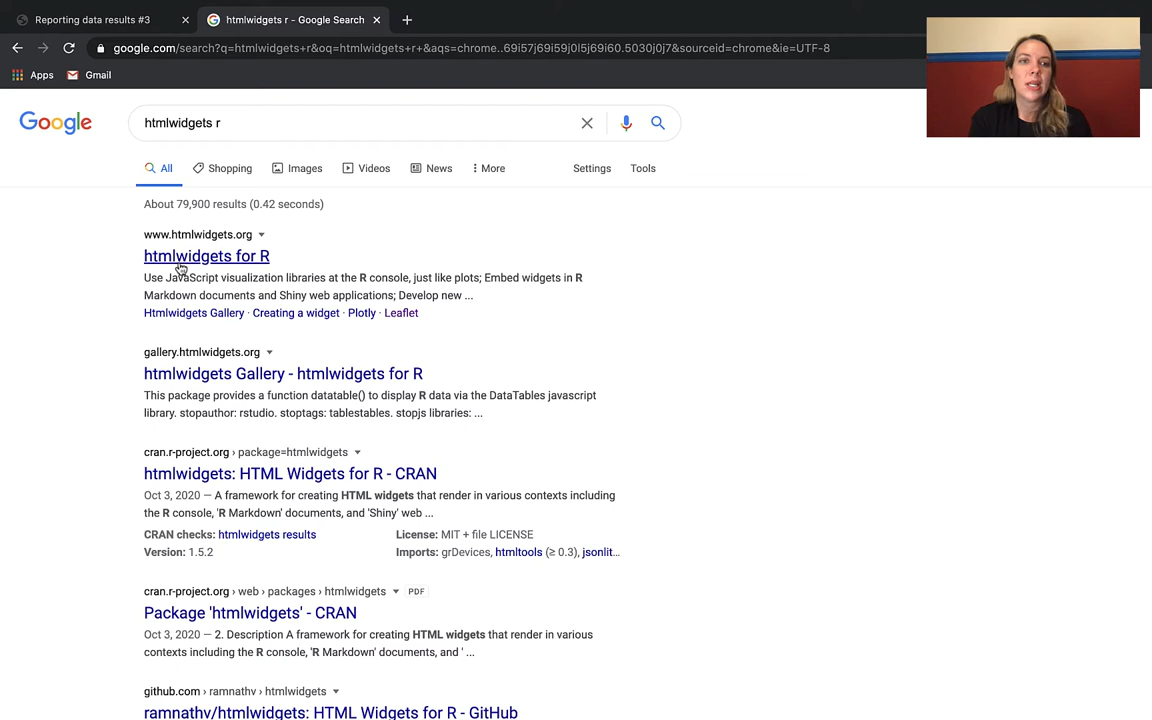 Reporting data results #3
htmlwidgets r - Google Search
google.com/search?q=htmlwidgets+r&oq=htmlwidgets+r+&aqs=chrome..69i57j69i59j0l5j69i60.5030j0j7&sourceid=chrome&ie=UTF-8
Apps Gmail
Google
htmlwidgets r
All Shopping Images Videos News More Settings Tools
About 79,900 results (0.42 seconds)
www.htmlwidgets.org
htmlwidgets for R
Use JavaScript visualization libraries at the R console, just like plots; Embed widgets in R
Markdown documents and Shiny web applications; Develop new ...
Htmlwidgets Gallery · Creating a widget · Plotly · Leaflet
gallery.htmlwidgets.org
htmlwidgets Gallery - htmlwidgets for R
This package provides a function datatable() to display R data via the DataTables javascript
library. stopauthor: rstudio. stoptags: tablestables. stopjs libraries: ...
cran.r-project.org › package=htmlwidgets
htmlwidgets: HTML Widgets for R - CRAN
Oct 3, 2020 — A framework for creating HTML widgets that render in various contexts including
the R console, 'R Markdown' documents, and 'Shiny' web ...
CRAN checks: htmlwidgets results License: MIT + file LICENSE
Version: 1.5.2 Imports: grDevices, htmltools (≥ 0.3), jsonlit...
cran.r-project.org › web › packages › htmlwidgets PDF
Package 'htmlwidgets' - CRAN
Oct 3, 2020 — 2. Description A framework for creating HTML widgets that render in various
contexts including the R console, 'R Markdown' documents, and ' ...
github.com › ramnathv › htmlwidgets
ramnathv/htmlwidgets: HTML Widgets for R - GitHub